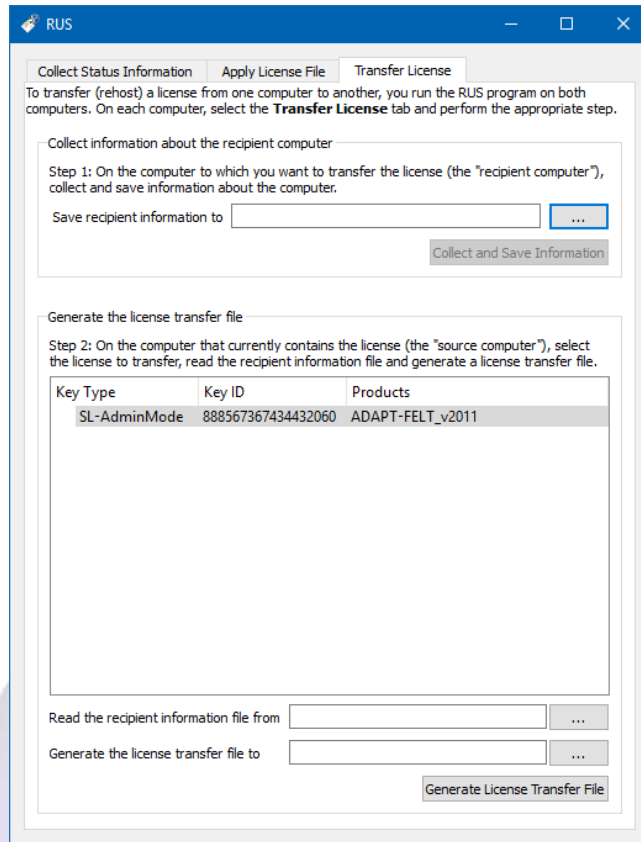 RUS
Collect Status Information Apply License File Transfer License
To transfer (rehost) a license from one computer to another, you run the RUS program on both
computers. On each computer, select the Transfer License tab and perform the appropriate step.
Collect information about the recipient computer
Step 1: On the computer to which you want to transfer the license (the "recipient computer"),
collect and save information about the computer.
Save recipient information to ...
Collect and Save Information
Generate the license transfer file
Step 2: On the computer that currently contains the license (the "source computer"), select
the license to transfer, read the recipient information file and generate a license transfer file.
Key Type Key ID Products
SL-AdminMode 888567367434432060 ADAPT-FELT_v2011
Read the recipient information file from ...
Generate the license transfer file to ...
Generate License Transfer File